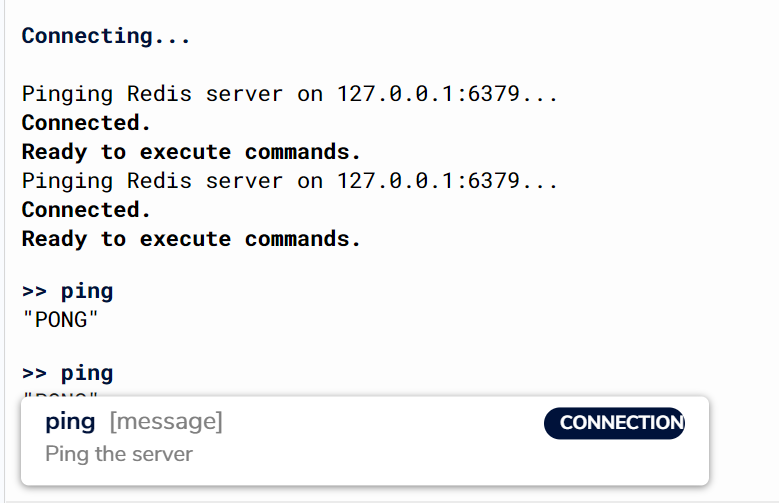 Connecting...
Pinging Redis server on 127.0.0.1:6379...
Connected.
Ready to execute commands.
Pinging Redis server on 127.0.0.1:6379...
Connected.
Ready to execute commands.
>> ping
"PONG"
>> ping
ping [message] CONNECTION
Ping the server